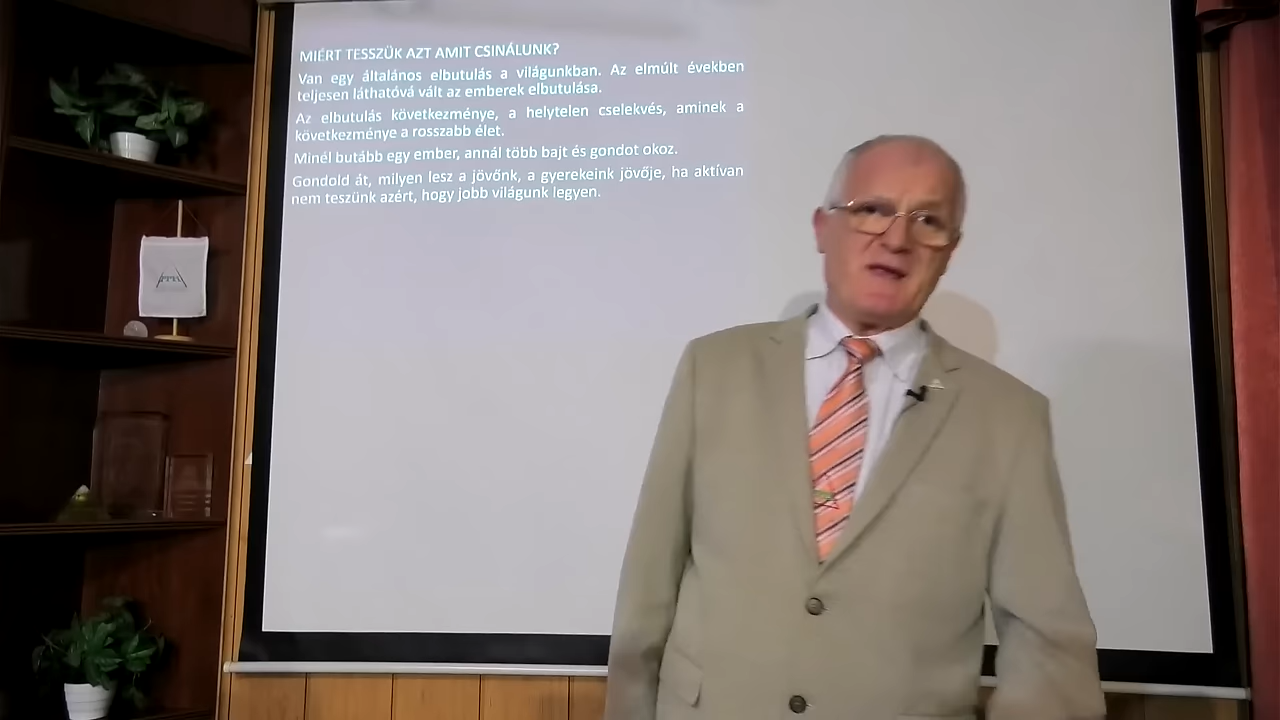 MIÉRT TESSZÜK AZT AMIT CSINÁLUNK?
Van egy általános elbutulás a világunkban. Az elmúlt években
teljesen láthatóvá vált az emberek elbutulása.
Az elbutulás következménye, a helytelen cselekvés, aminek a
következménye a rosszabb élet.
Minél butább egy ember, annál több bajt és gondot okoz.
Gondold át, milyen lesz a jövőnk, a gyerekeink jövője, ha aktívan
nem teszünk azért, hogy jobb világunk legyen.